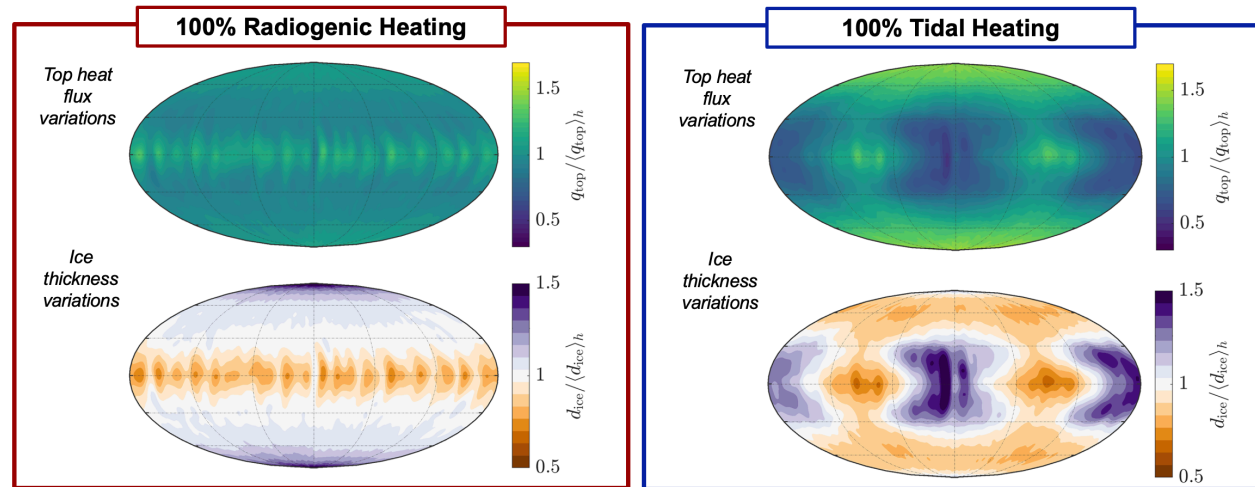 100% Radiogenic Heating
Top heat
flux
variations
1.5
1
0.5
q_top/⟨q_top⟩_h
Ice
thickness
variations
1.5
1
0.5
d_ice/⟨d_ice⟩_h
100% Tidal Heating
Top heat
flux
variations
1.5
1
0.5
q_top/⟨q_top⟩_h
Ice
thickness
variations
1.5
1
0.5
d_ice/⟨d_ice⟩_h